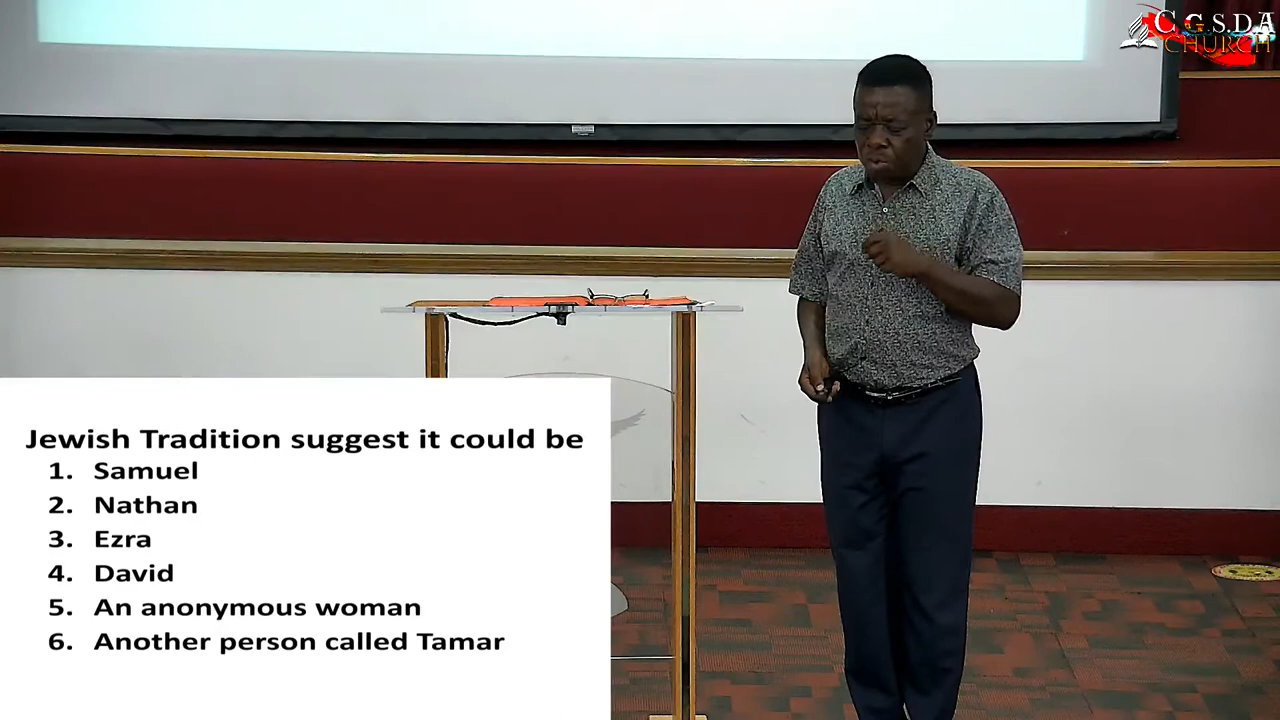 C.G.S.D.A
CHURCH
Jewish Tradition suggest it could be
1. Samuel
2. Nathan
3. Ezra
4. David
5. An anonymous woman
6. Another person called Tamar